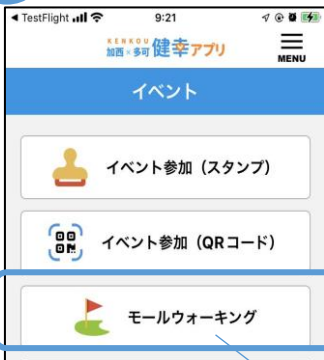 ◀ TestFlight 9:21
KENKOU
加西×多可 健幸アプリ
MENU
イベント
イベント参加（スタンプ）
イベント参加（QRコード）
モールウォーキング